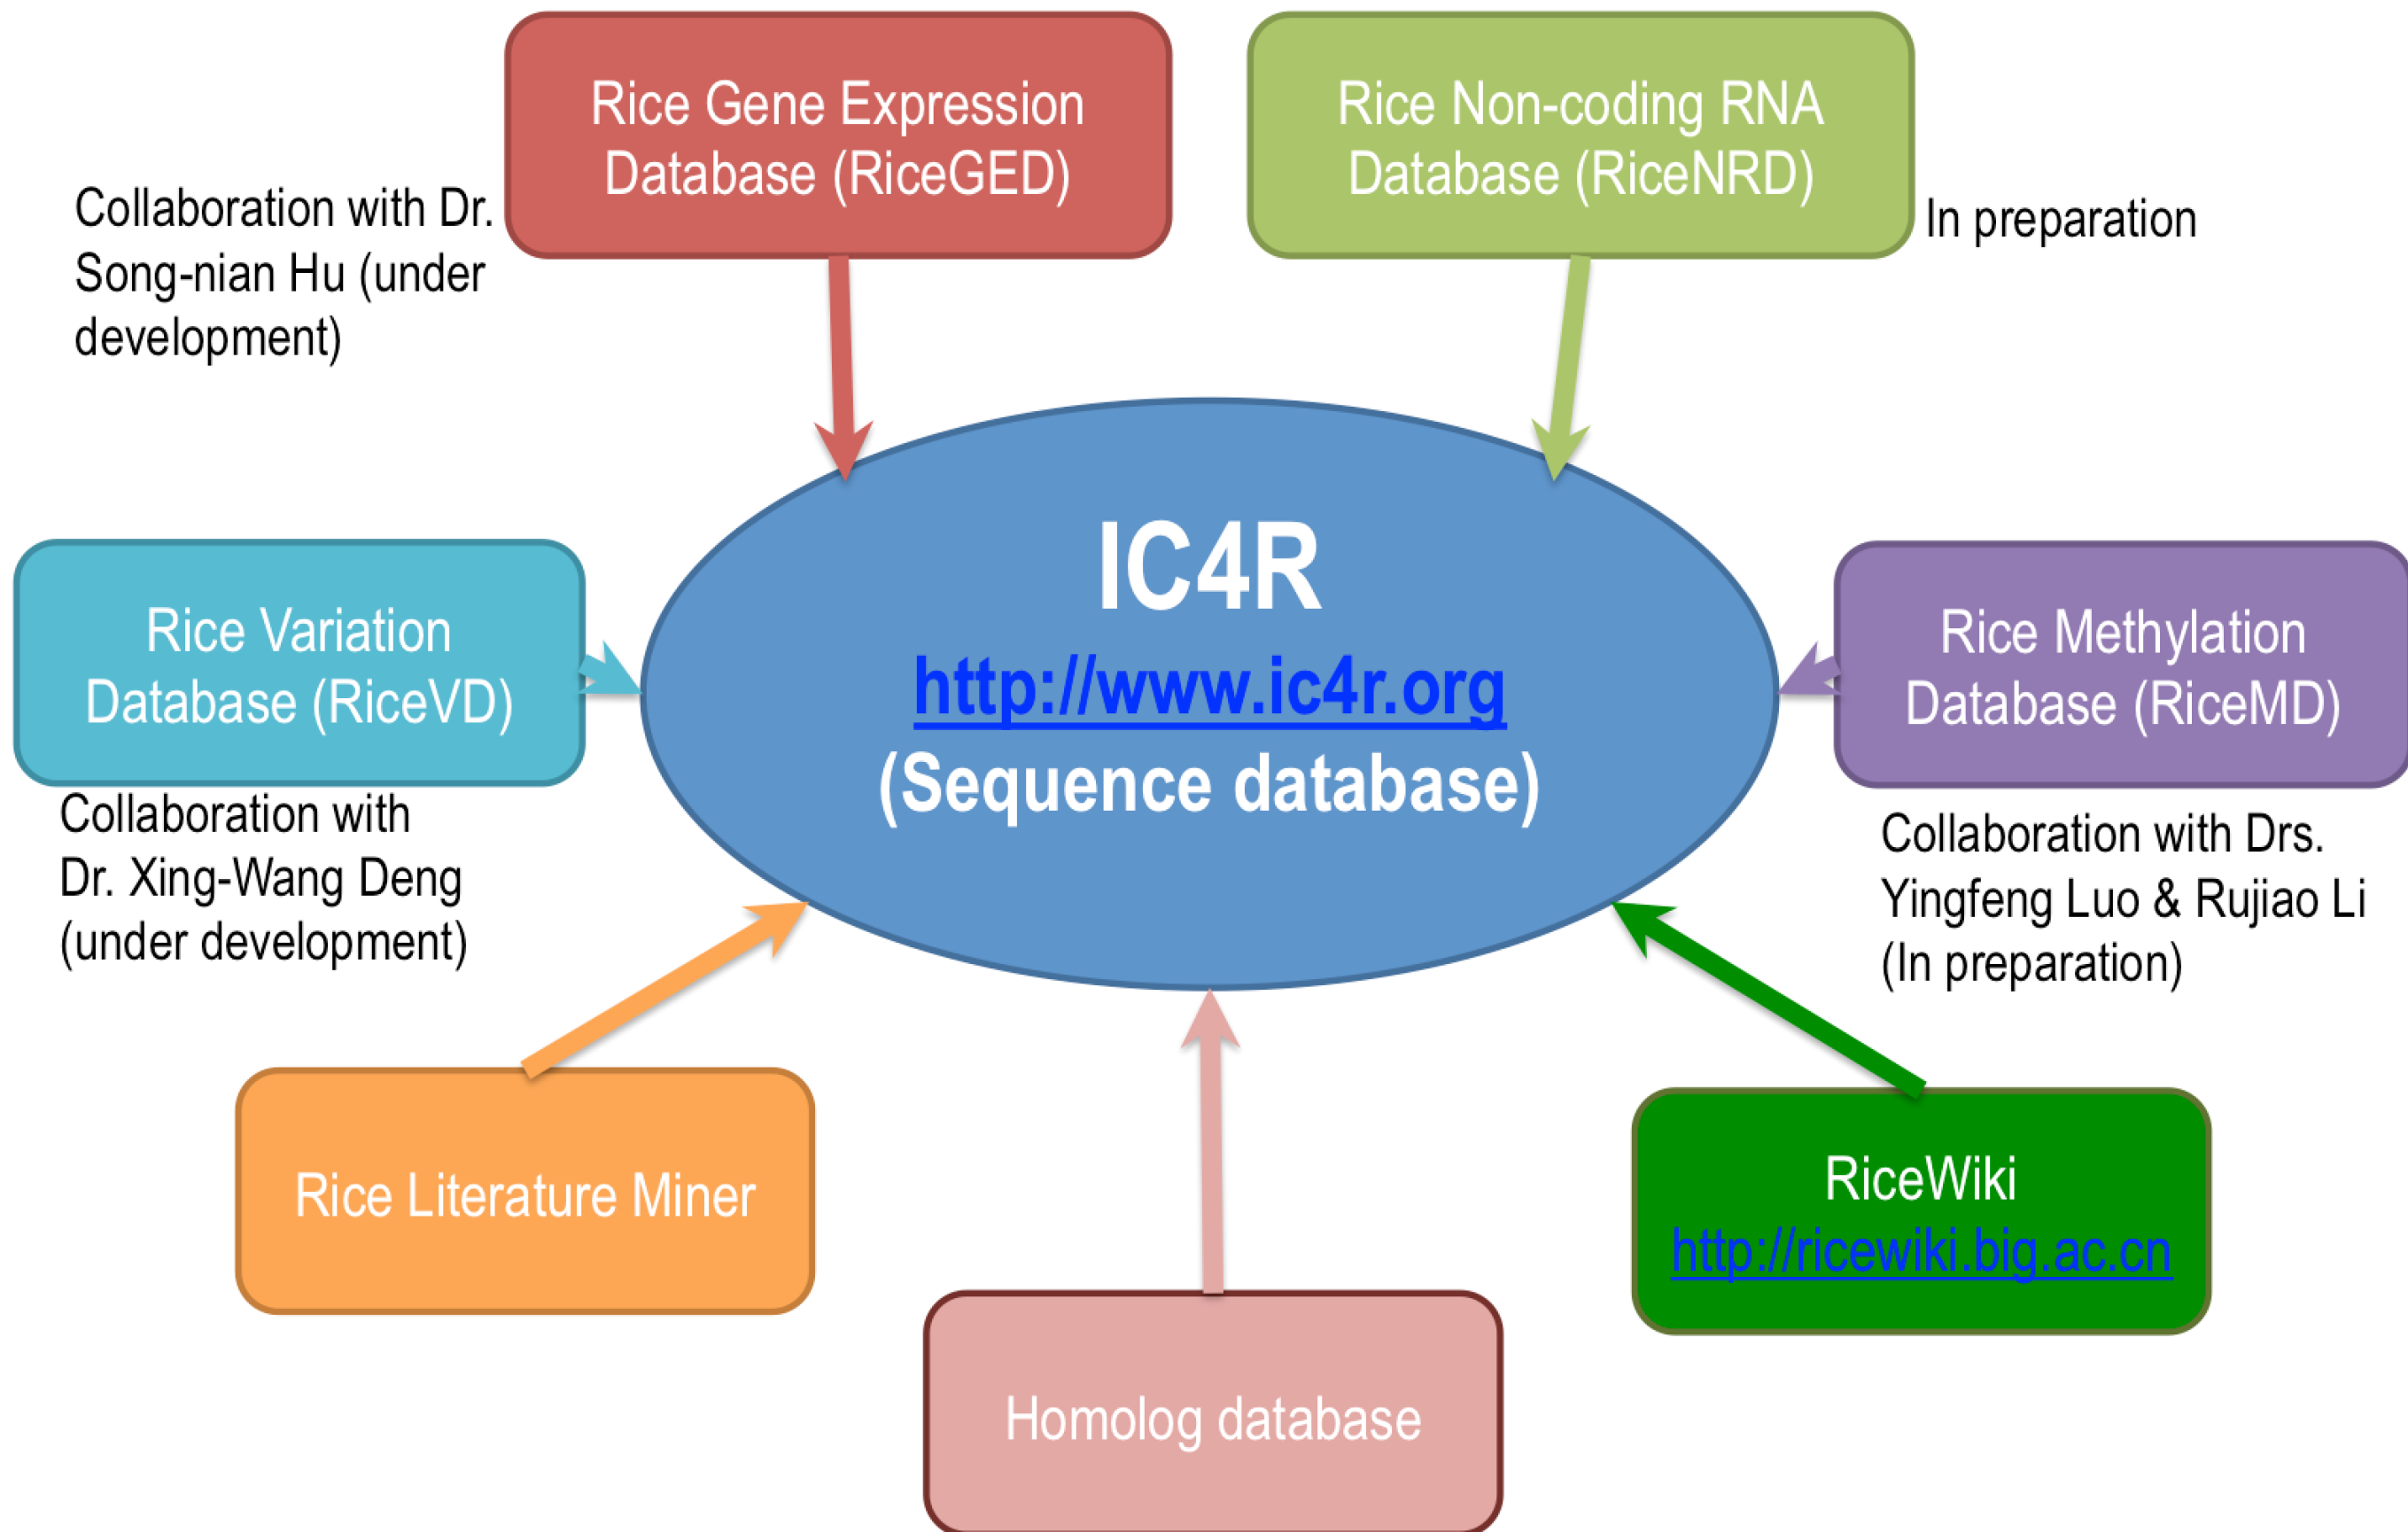 Rice Gene Expression
Database (RiceGED)
Rice Non-coding RNA
Database (RiceNRD)
Collaboration with Dr.
Song-nian Hu (under
development)
In preparation
IC4R
http://www.ic4r.org
(Sequence database)
Rice Variation
Database (RiceVD)
Rice Methylation
Database (RiceMD)
Collaboration with
Dr. Xing-Wang Deng
(under development)
Collaboration with Drs.
Yingfeng Luo & Rujiao Li
(In preparation)
Rice Literature Miner
RiceWiki
http://ricewiki.big.ac.cn
Homolog database